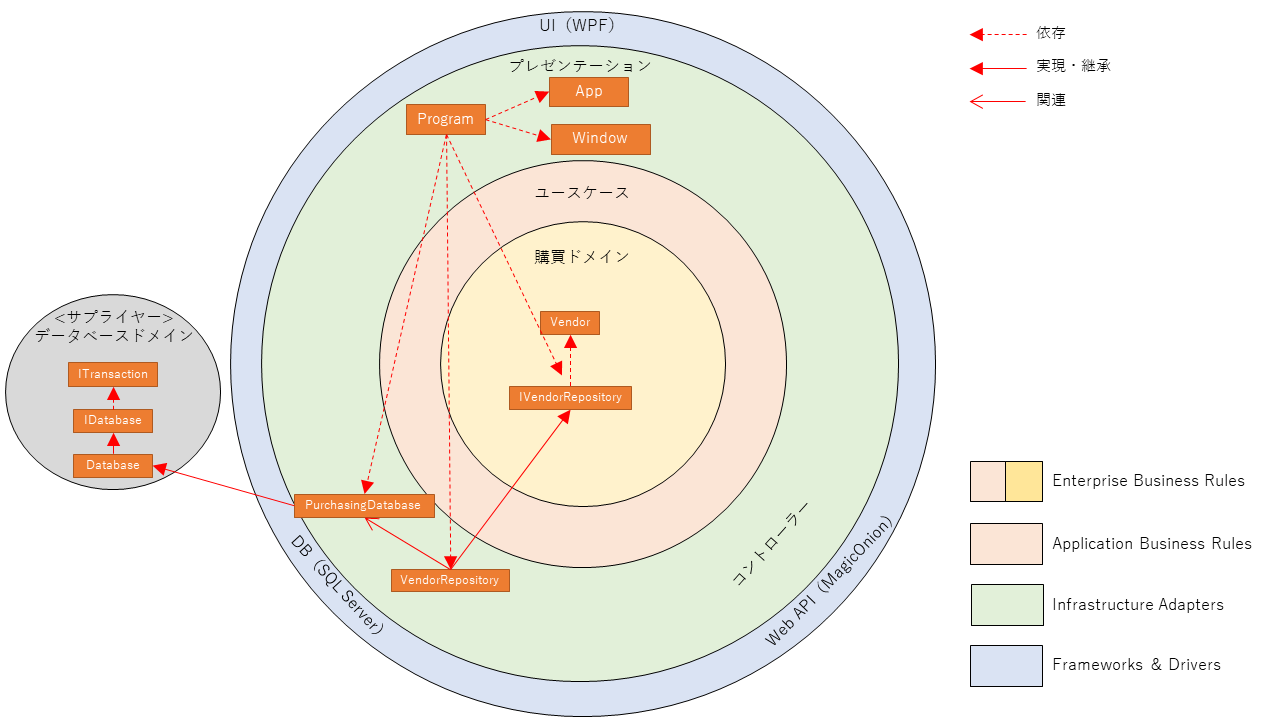 UI（WPF）
プレゼンテーション
App
Program
Window
ユースケース
購買ドメイン
Vendor
IVendorRepository
<サプライヤー>
データベースドメイン
ITransaction
IDatabase
Database
PurchasingDatabase
VendorRepository
DB（SQL Server）
コントローラー
Web API（MagicOnion）
依存
実現・継承
関連
Enterprise Business Rules
Application Business Rules
Infrastructure Adapters
Frameworks ＆ Drivers